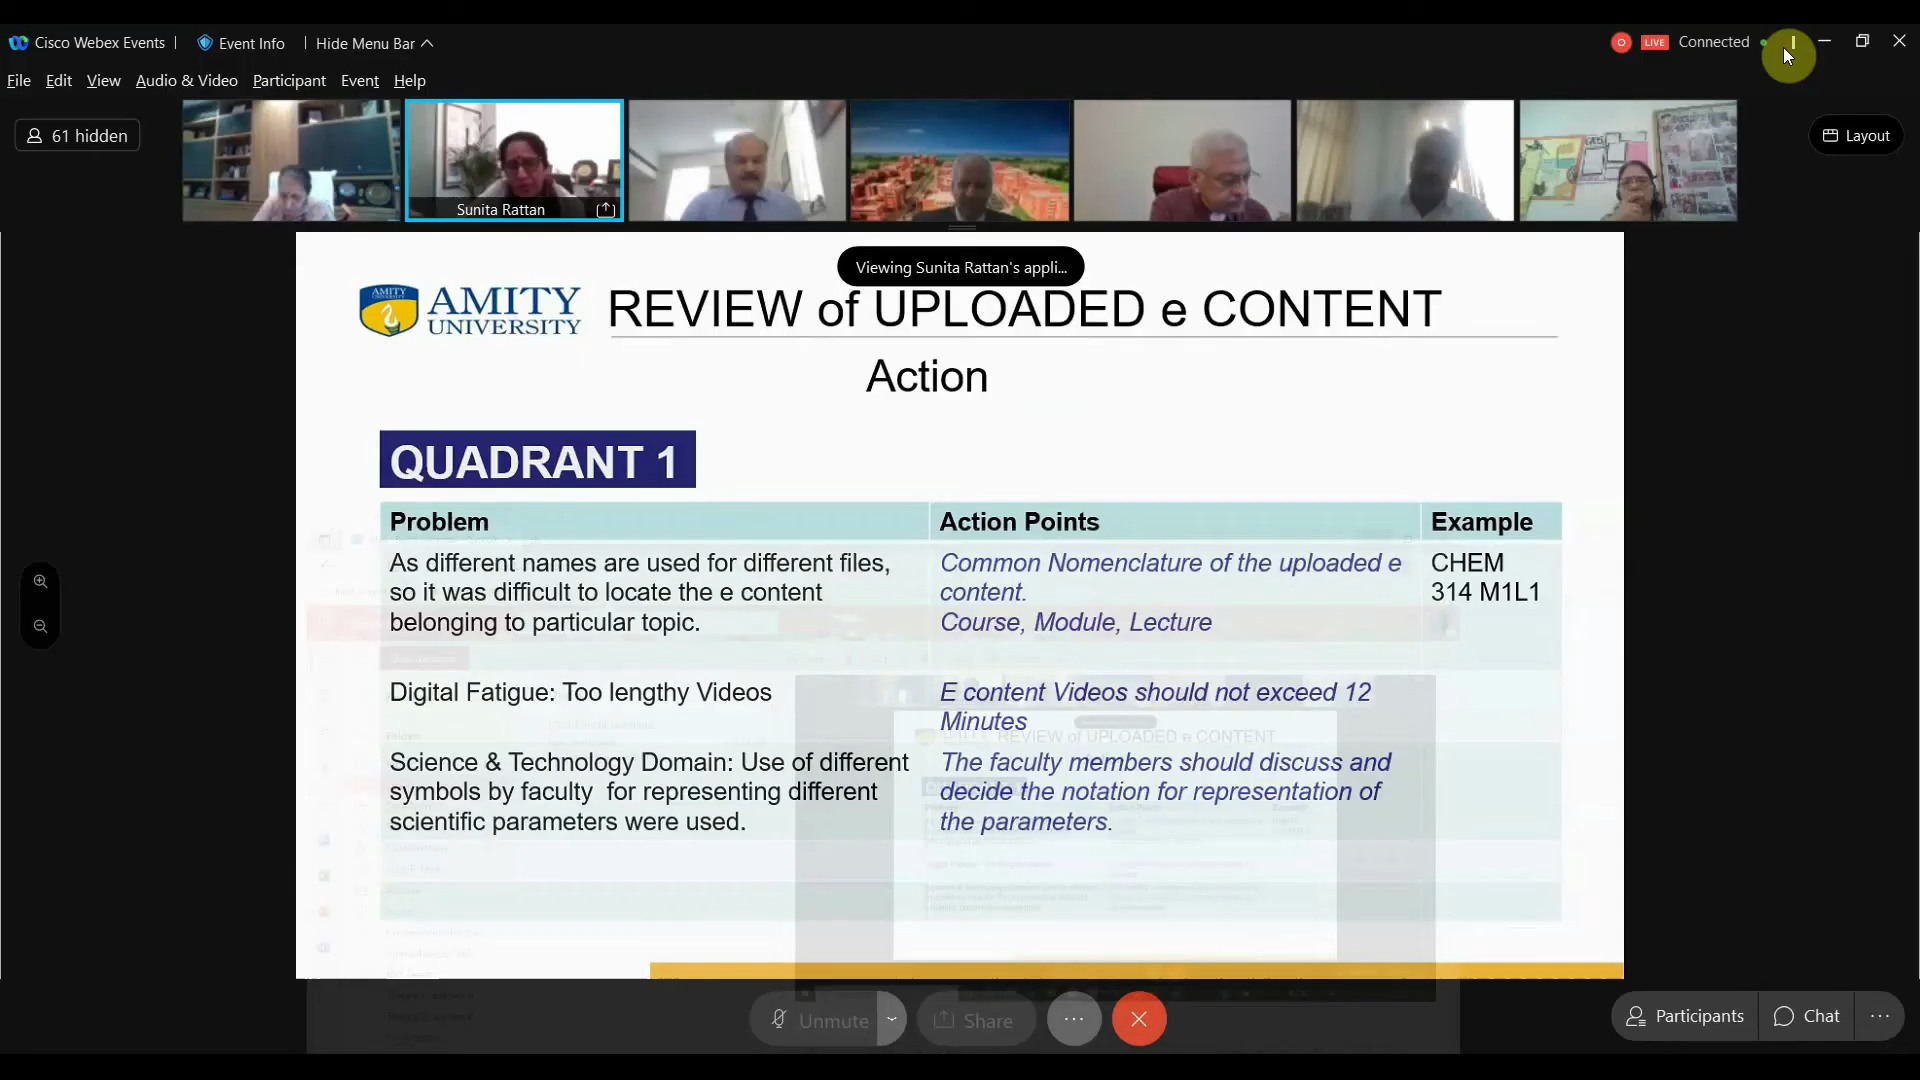 Cisco Webex Events
Event Info
Hide Menu Bar
LIVE
Connected
File Edit View Audio & Video Participant Event Help
61 hidden
Sunita Rattan
Layout
Viewing Sunita Rattan's appli...
AMITY
UNIVERSITY
REVIEW of UPLOADED e CONTENT
Action
QUADRANT 1
Problem
Action Points
Example
As different names are used for different files,
so it was difficult to locate the e content
belonging to particular topic.
Common Nomenclature of the uploaded e
content.
Course, Module, Lecture
CHEM
314 M1L1
Digital Fatigue: Too lengthy Videos
E content Videos should not exceed 12
Minutes
Science & Technology Domain: Use of different
symbols by faculty for representing different
scientific parameters were used.
The faculty members should discuss and
decide the notation for representation of
the parameters.
AMITY REVIEW of UPLOADED e CONTENT
Unmute
Share
Participants
Chat